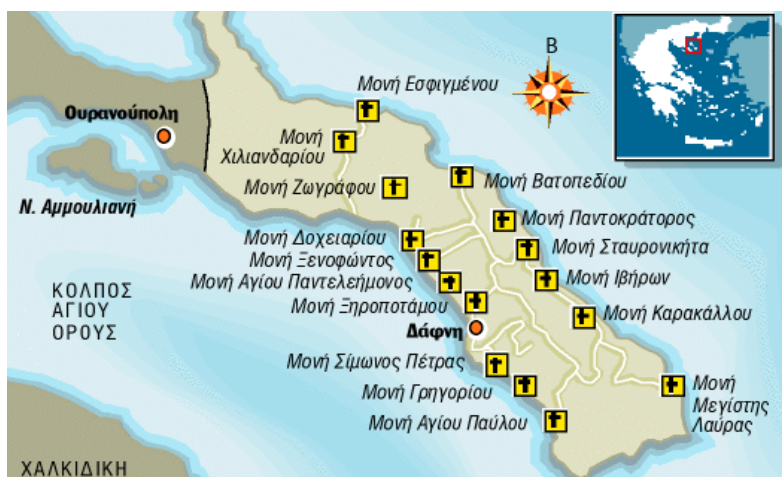 Β
Μονή Εσφιγμένου
Ουρανούπολη
Μονή
Χιλιανδαρίου
Μονή Ζωγράφου
Μονή Βατοπεδίου
Ν. Αμμουλιανή
Μονή Παντοκράτορος
Μονή Δοχειαρίου
Μονή Σταυρονικήτα
Μονή Ξενοφώντος
Μονή Αγίου Παντελεήμονος
Μονή Ιβήρων
ΚΟΛΠΟΣ
ΑΓΙΟΥ
ΟΡΟΥΣ
Μονή Ξηροποτάμου
Μονή Καρακάλλου
Δάφνη
Μονή Σίμωνος Πέτρας
Μονή Γρηγορίου
Μονή
Μεγίστης
Λαύρας
Μονή Αγίου Παύλου
ΧΑΛΚΙΔΙΚΗ